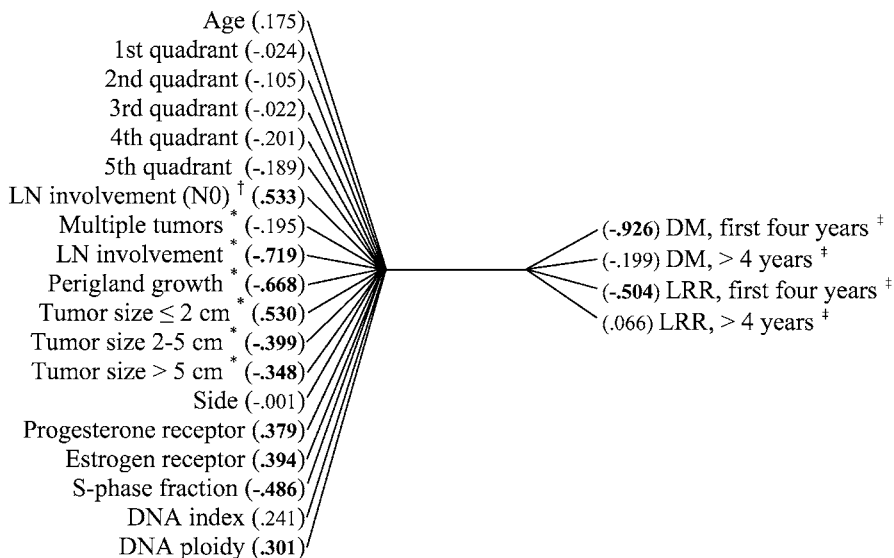 Age (.175)
1st quadrant (-.024)
2nd quadrant (-.105)
3rd quadrant (-.022)
4th quadrant (-.201)
5th quadrant (-.189)
LN involvement (N0) † (.533)
Multiple tumors * (-.195)
LN involvement * (-.719)
Perigland growth * (-.668)
Tumor size ≤ 2 cm * (.530)
Tumor size 2-5 cm * (-.399)
Tumor size > 5 cm * (-.348)
Side (-.001)
Progesterone receptor (.379)
Estrogen receptor (.394)
S-phase fraction (-.486)
DNA index (.241)
DNA ploidy (.301)
(-.926) DM, first four years ‡
(-.199) DM, > 4 years ‡
(-.504) LRR, first four years ‡
(.066) LRR, > 4 years ‡